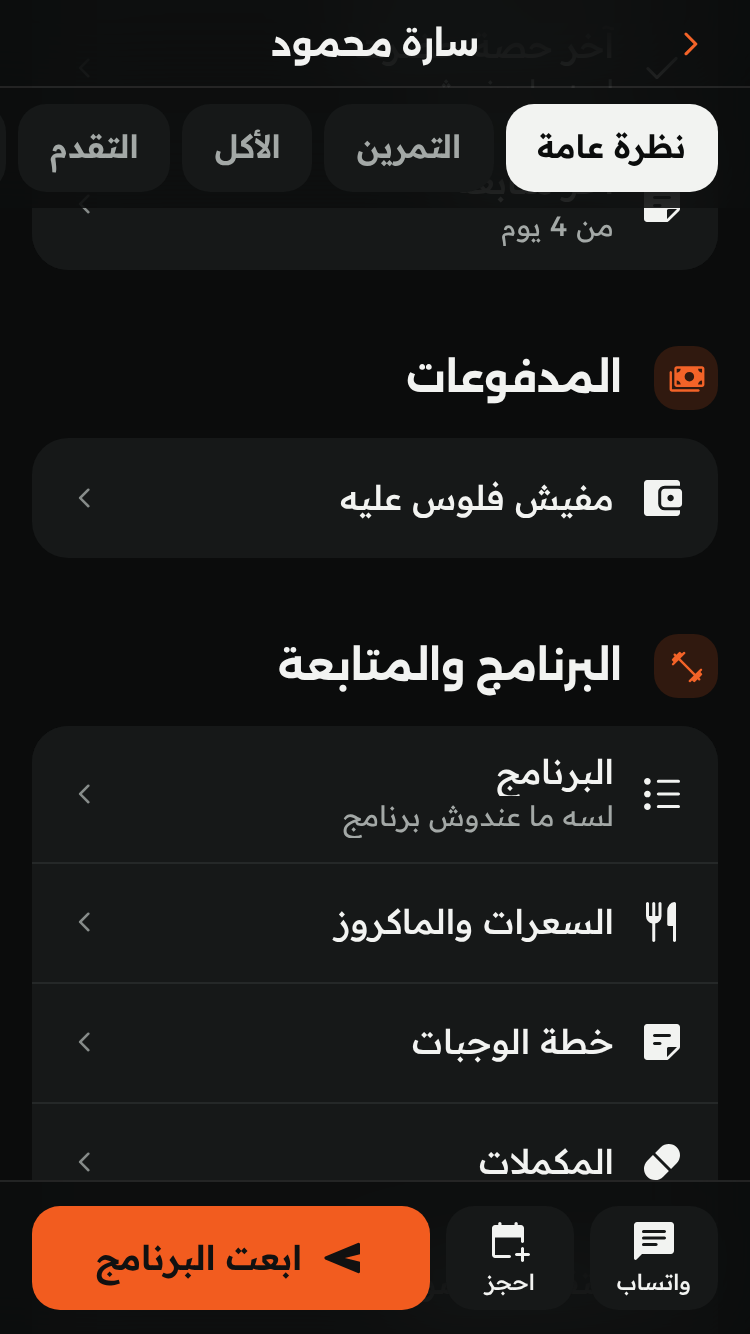 سارة محمود
نظرة عامة
التمرين
الأكل
التقدم
من 4 يوم
المدفوعات
مفيش فلوس عليه
البرنامج والمتابعة
البرنامج
لسه ما عندوش برنامج
السعرات والماكروز
خطة الوجبات
المكملات
واتساب
احجز
ابعت البرنامج